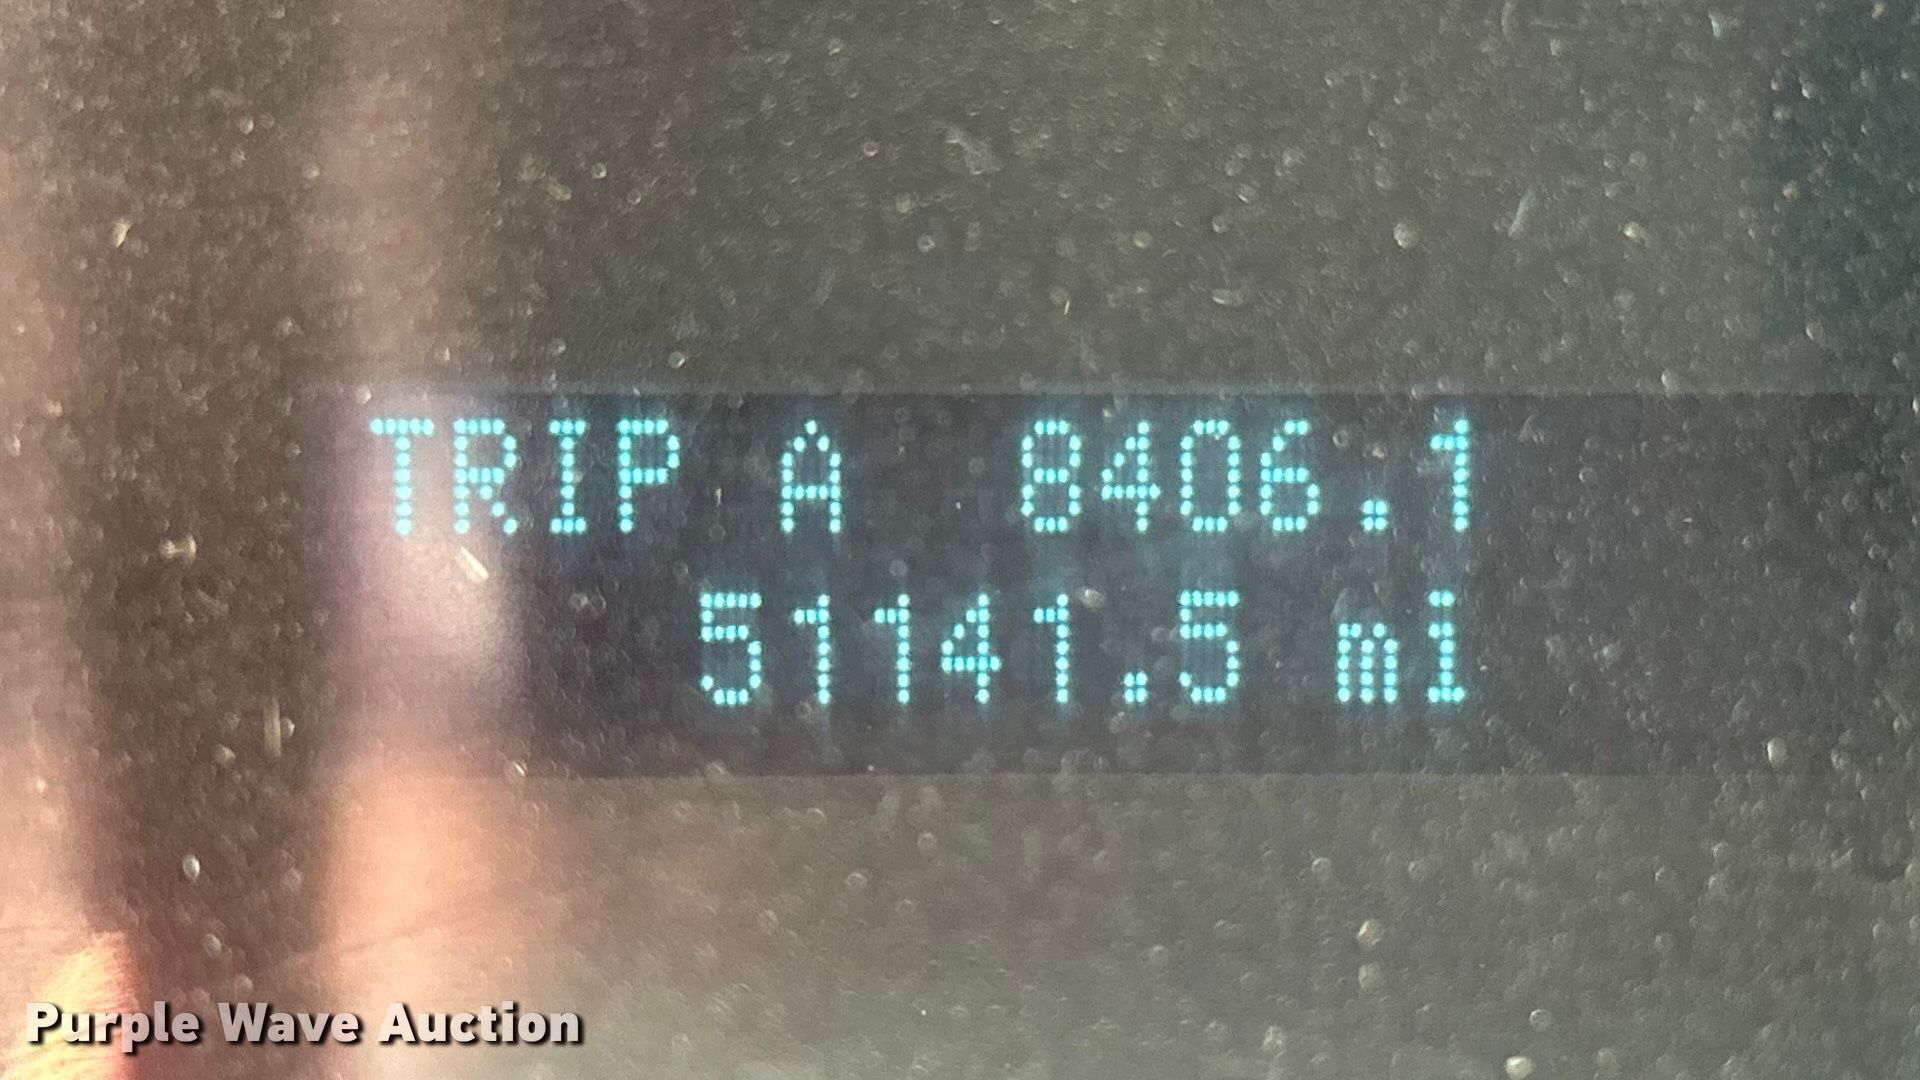 TRIP A 8406.1
51141.5 mi
Purple Wave Auction